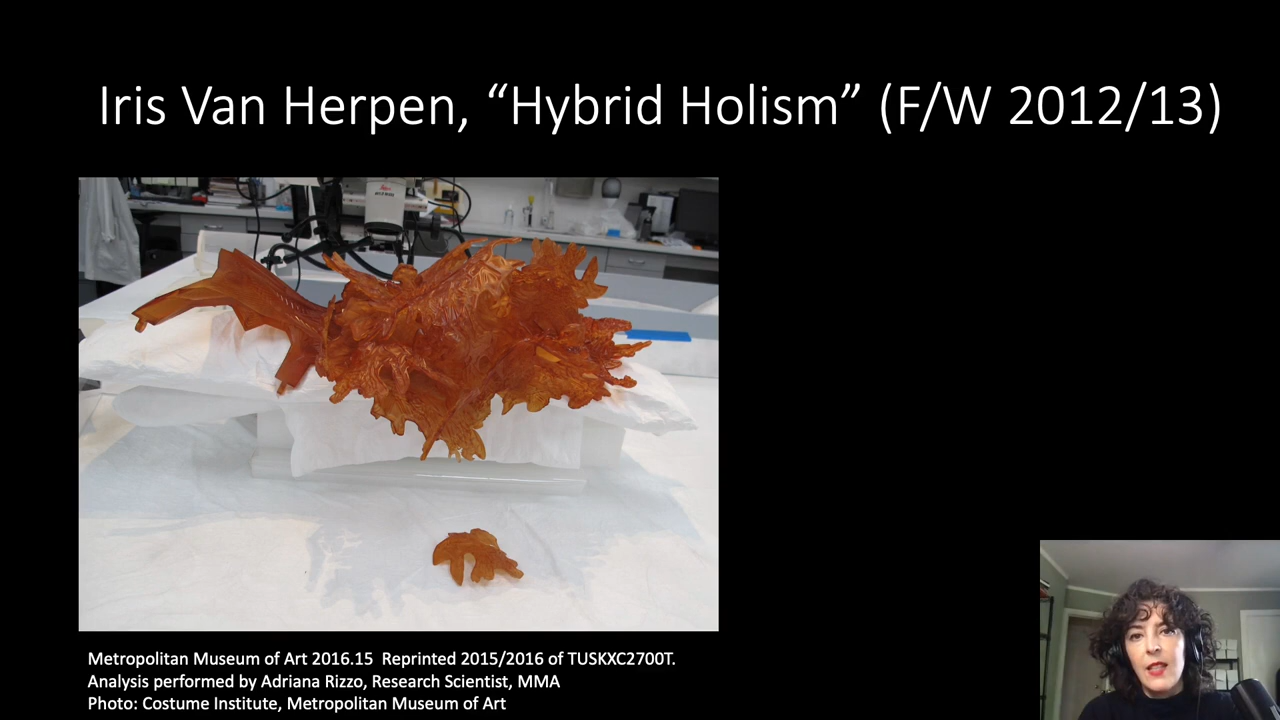 Iris Van Herpen, “Hybrid Holism” (F/W 2012/13)
Metropolitan Museum of Art 2016.15  Reprinted 2015/2016 of TUSKXC2700T.
Analysis performed by Adriana Rizzo, Research Scientist, MMA
Photo: Costume Institute, Metropolitan Museum of Art